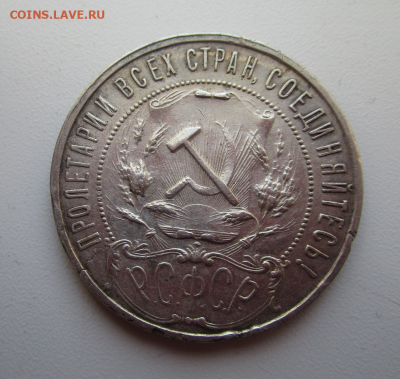 COINS.LAVE.RU
ПРОЛЕТАРИИ ВСЕХ СТРАН, СОЕДИНЯЙТЕСЬ!
Р.С.Ф.С.Р.